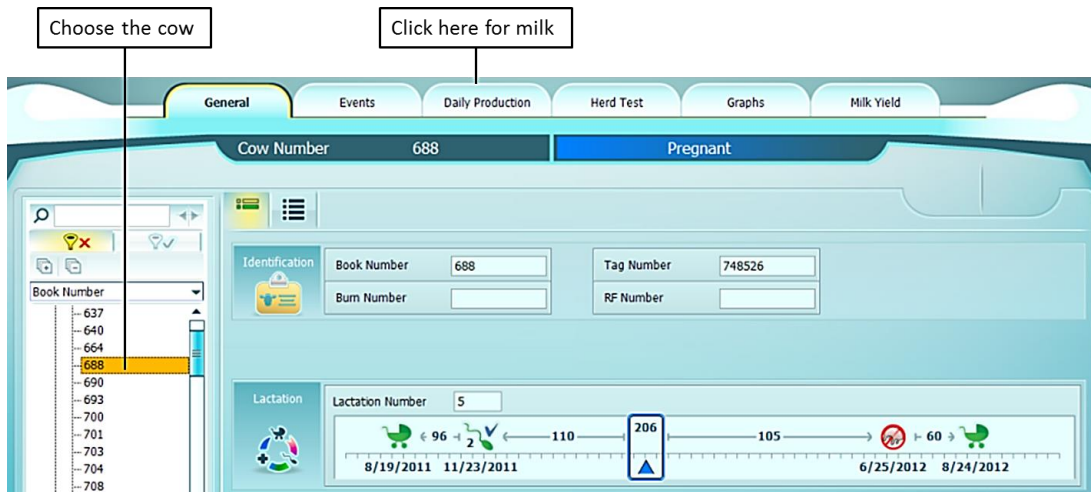 Choose the cow
Click here for milk
General
Events
Daily Production
Herd Test
Graphs
Milk Yield
Cow Number 688
Pregnant
Book Number
637
640
664
688
690
693
700
701
703
704
708
Identification
Book Number 688
Tag Number 748526
Burn Number
RF Number
Lactation
Lactation Number 5
96 2 110 206 105 60
8/19/2011 11/23/2011 6/25/2012 8/24/2012